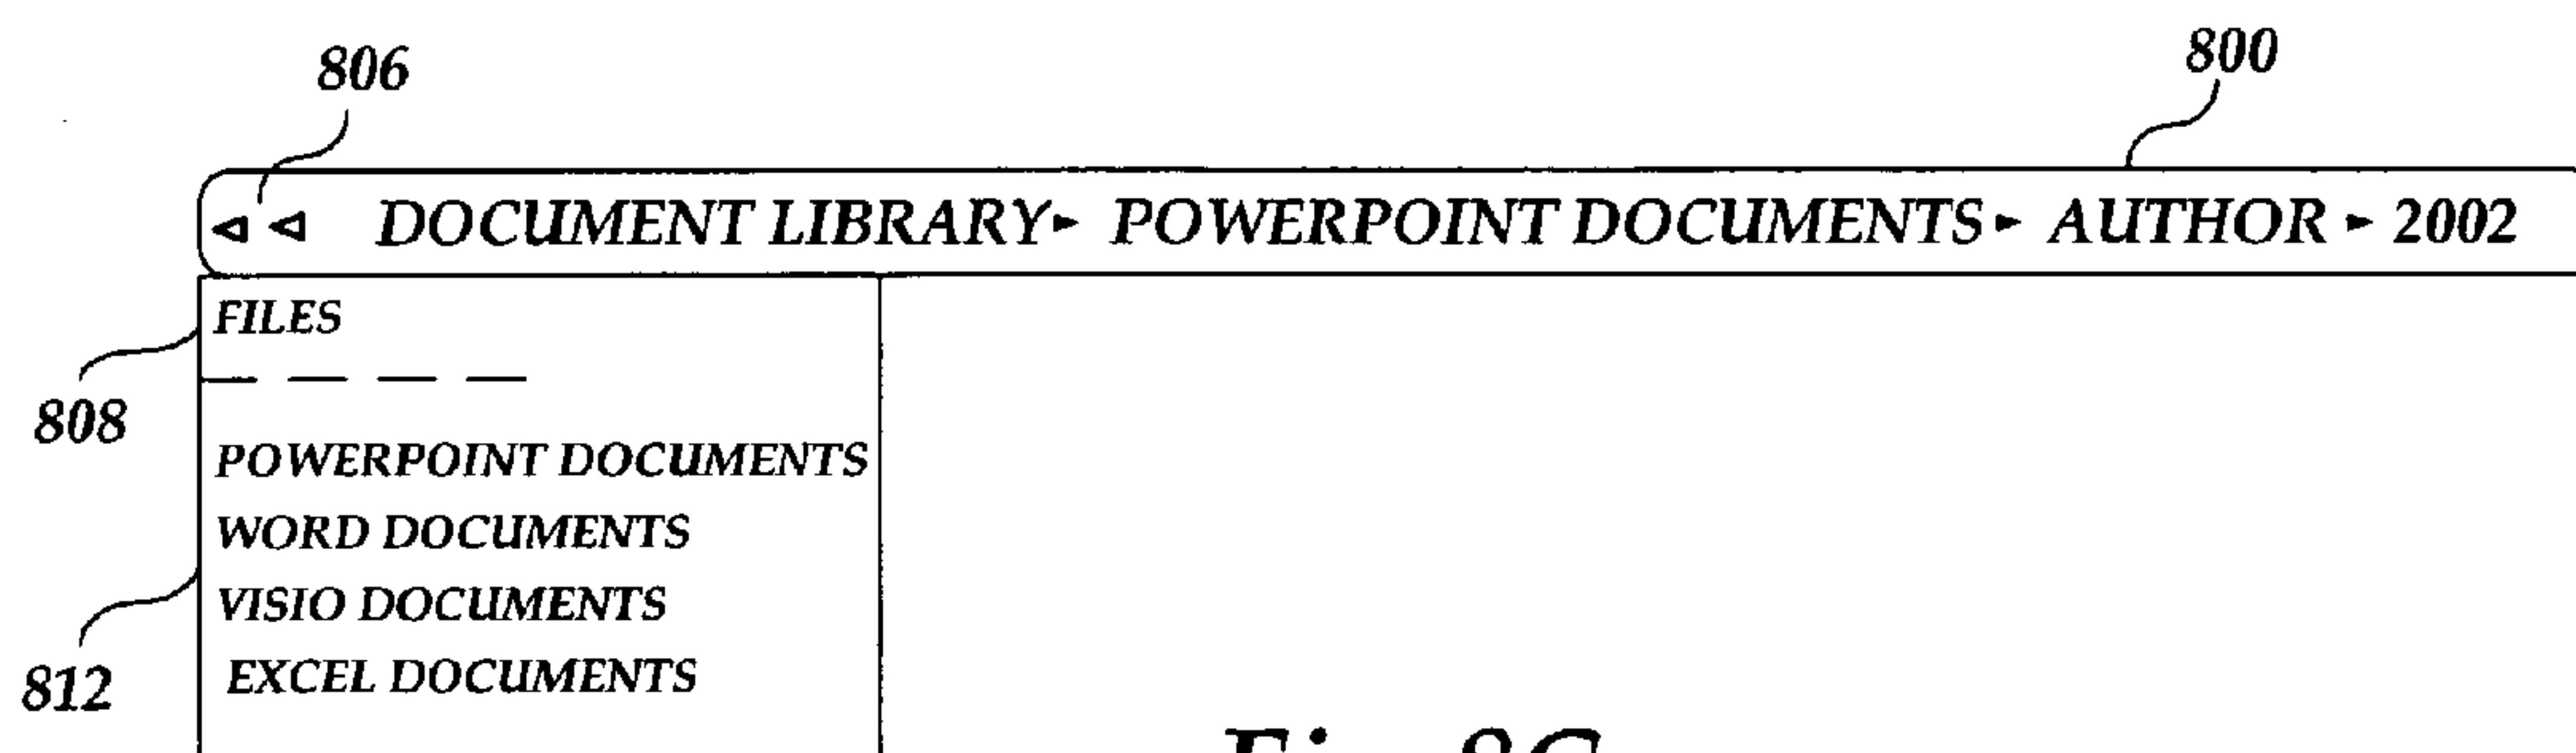 806
800
◁ ◁ DOCUMENT LIBRARY► POWERPOINT DOCUMENTS► AUTHOR ► 2002
FILES
808
POWERPOINT DOCUMENTS
WORD DOCUMENTS
VISIO DOCUMENTS
EXCEL DOCUMENTS
812